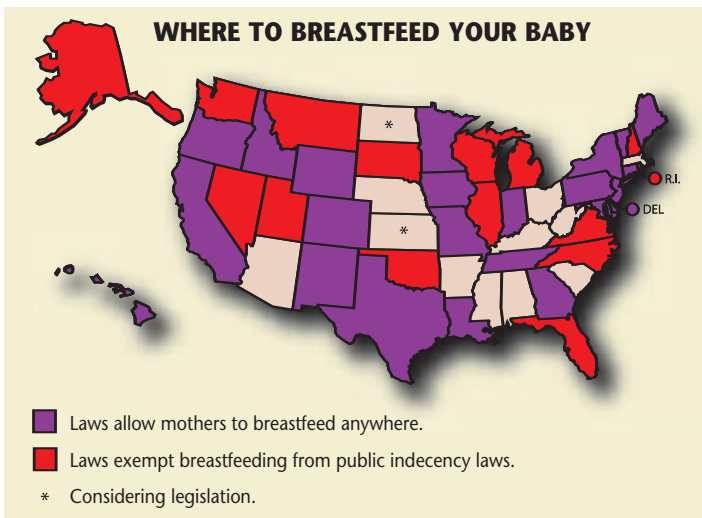 WHERE TO BREASTFEED YOUR BABY
*
*
R.I.
DEL
Laws allow mothers to breastfeed anywhere.
Laws exempt breastfeeding from public indecency laws.
* Considering legislation.